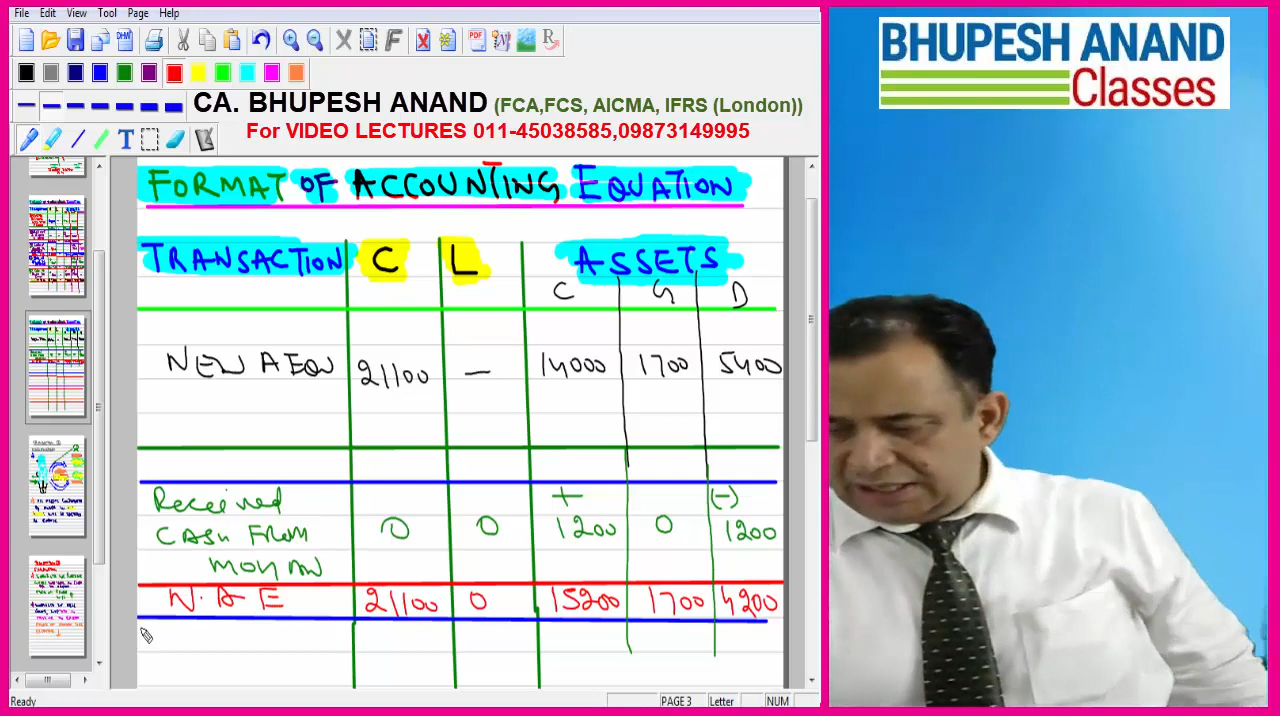 File Edit View Tool Page Help
CA. BHUPESH ANAND (FCA,FCS, AICMA, IFRS (London))
For VIDEO LECTURES 011-45038585,09873149995
BHUPESH ANAND
Classes
FORMAT OF ACCOUNTING EQUATION
TRANSACTION C L ASSETS
C G D
NEW A EQN 21100 — 14000 1700 5400
Received + (-)
CASH FROM 0 0 1200 0 1200
MOHAN
N.A E 21100 0 15200 1700 4200
Ready PAGE 3 Letter NUM